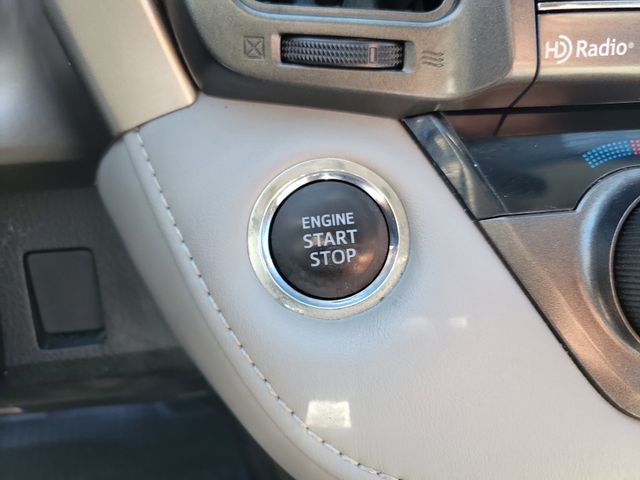 HD Radio®
ENGINE
START
STOP